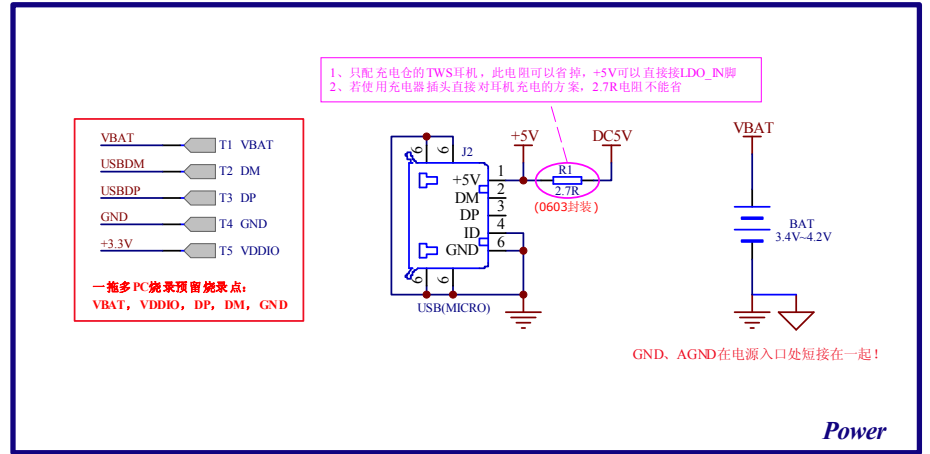 1、只配充电仓的TWS耳机，此电阻可以省掉，+5V可以直接接LDO_IN脚
2、若使用充电器插头直接对耳机充电的方案，2.7R电阻不能省
VBAT T1 VBAT
USBDM T2 DM
USBDP T3 DP
GND T4 GND
+3.3V T5 VDDIO
一拖多PC烧录预留烧录点：
VBAT，VDDIO，DP，DM，GND
6 6 J2
+5V 1
DM 2
DP 3
ID 4
GND 6
6 6
USB(MICRO)
+5V DC5V
R1
2.7R
(0603封装)
VBAT
BAT
3.4V~4.2V
GND、AGND在电源入口处短接在一起！
Power